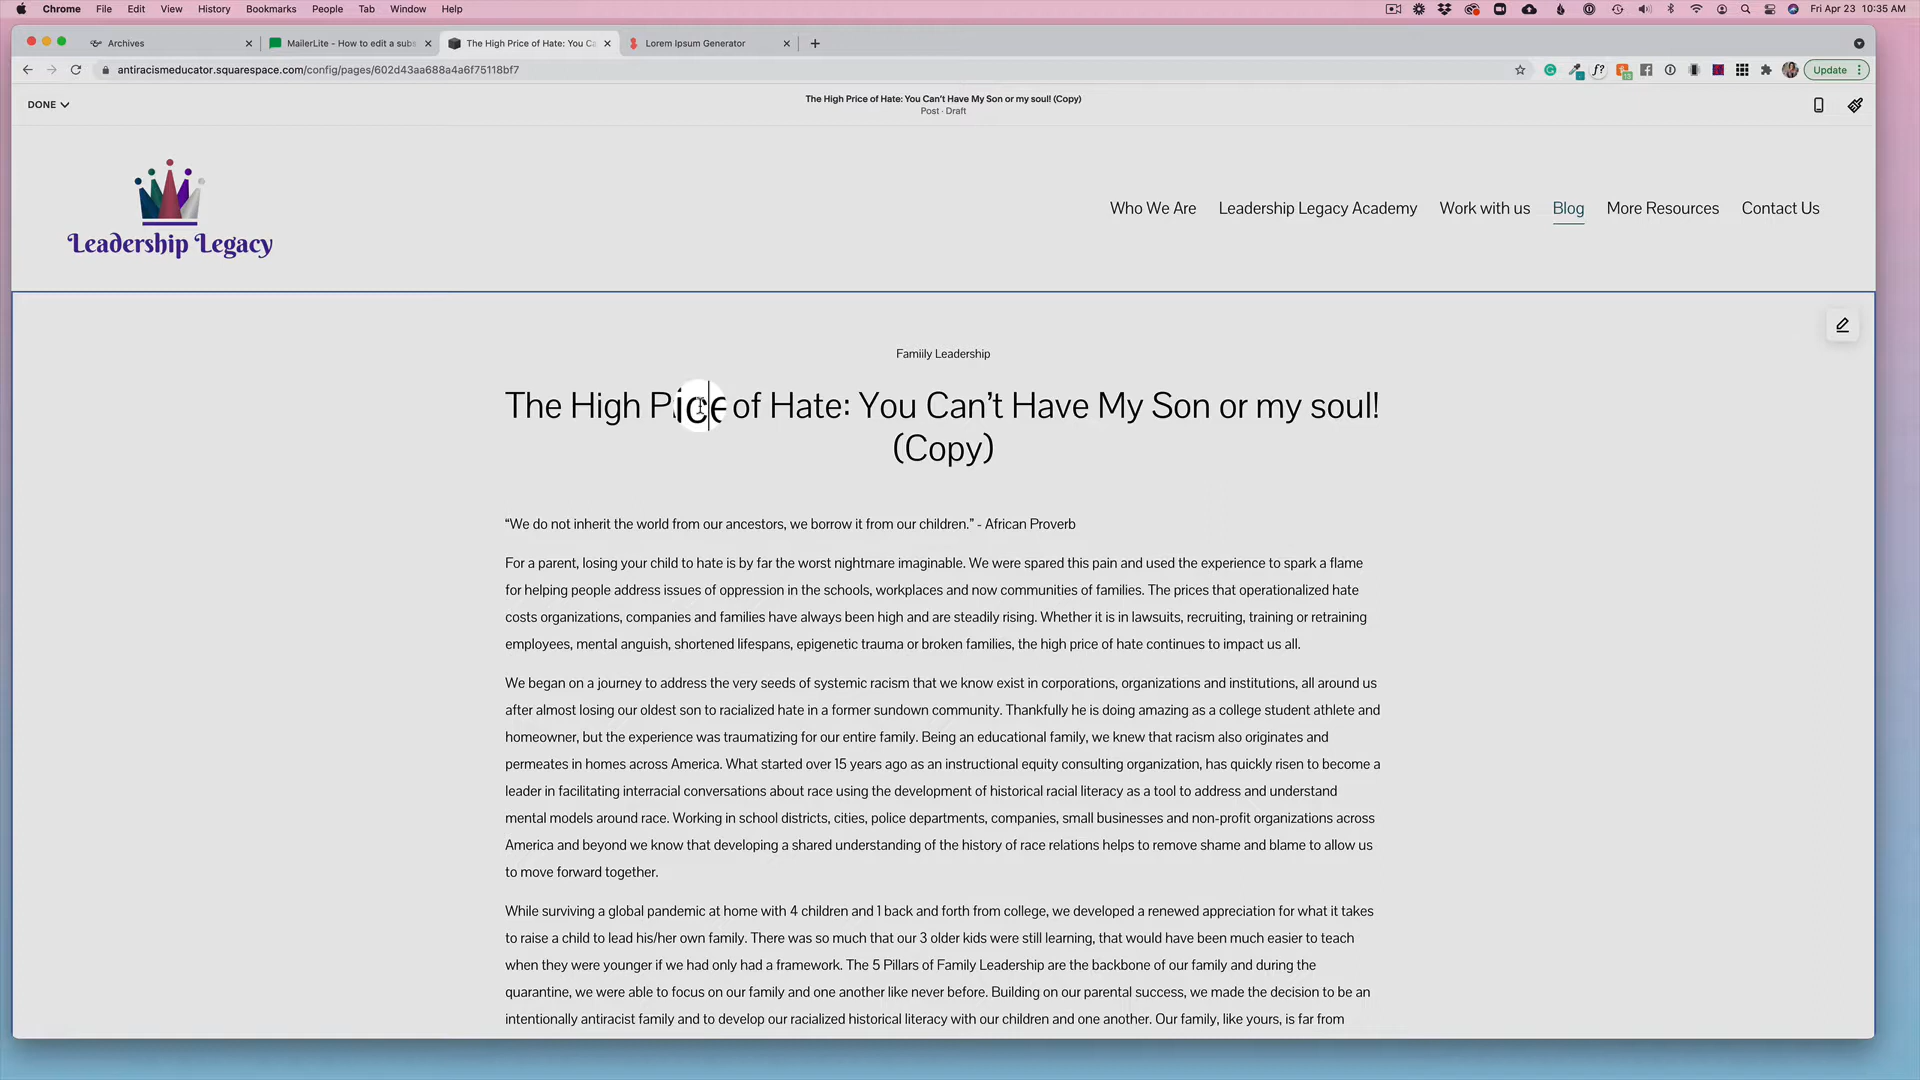 Chrome File Edit View History Bookmarks People Tab Window Help Fri Apr 23 10:35 AM
Archives MailerLite - How to edit a subs The High Price of Hate: You Ca Lorem Ipsum Generator
antiracismeducator.squarespace.com/config/pages/602d43aa688a4a6f75118bf7 Update
DONE The High Price of Hate: You Can’t Have My Son or my soul! (Copy)
Post · Draft
Leadership Legacy
Who We Are Leadership Legacy Academy Work with us Blog More Resources Contact Us
Famiily Leadership
The High Price of Hate: You Can’t Have My Son or my soul!
(Copy)
“We do not inherit the world from our ancestors, we borrow it from our children.” - African Proverb
For a parent, losing your child to hate is by far the worst nightmare imaginable. We were spared this pain and used the experience to spark a flame
for helping people address issues of oppression in the schools, workplaces and now communities of families. The prices that operationalized hate
costs organizations, companies and families have always been high and are steadily rising. Whether it is in lawsuits, recruiting, training or retraining
employees, mental anguish, shortened lifespans, epigenetic trauma or broken families, the high price of hate continues to impact us all.
We began on a journey to address the very seeds of systemic racism that we know exist in corporations, organizations and institutions, all around us
after almost losing our oldest son to racialized hate in a former sundown community. Thankfully he is doing amazing as a college student athlete and
homeowner, but the experience was traumatizing for our entire family. Being an educational family, we knew that racism also originates and
permeates in homes across America. What started over 15 years ago as an instructional equity consulting organization, has quickly risen to become a
leader in facilitating interracial conversations about race using the development of historical racial literacy as a tool to address and understand
mental models around race. Working in school districts, cities, police departments, companies, small businesses and non-profit organizations across
America and beyond we know that developing a shared understanding of the history of race relations helps to remove shame and blame to allow us
to move forward together.
While surviving a global pandemic at home with 4 children and 1 back and forth from college, we developed a renewed appreciation for what it takes
to raise a child to lead his/her own family. There was so much that our 3 older kids were still learning, that would have been much easier to teach
when they were younger if we had only had a framework. The 5 Pillars of Family Leadership are the backbone of our family and during the
quarantine, we were able to focus on our family and one another like never before. Building on our parental success, we made the decision to be an
intentionally antiracist family and to develop our racialized historical literacy with our children and one another. Our family, like yours, is far from